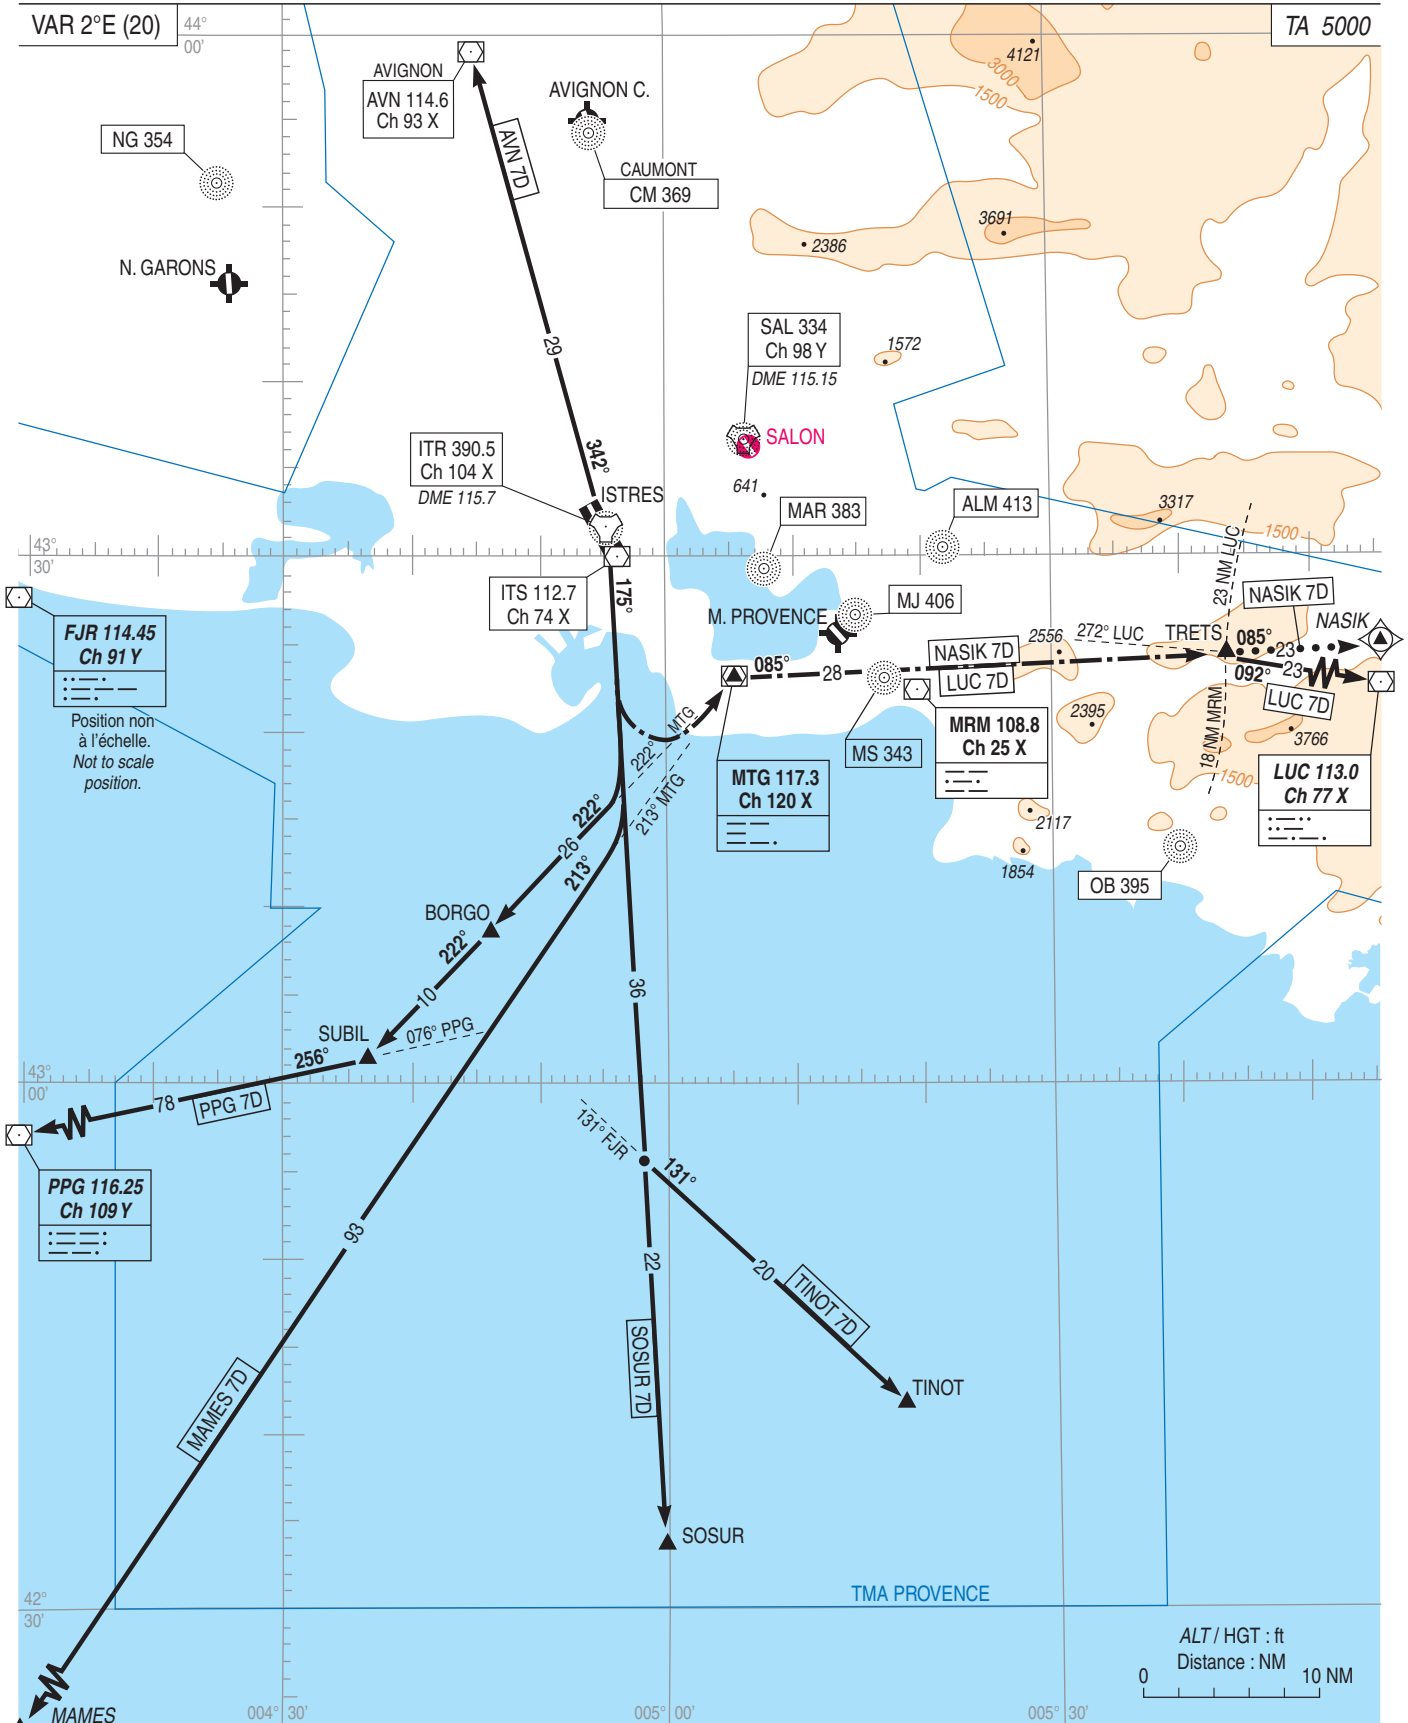 VAR 2°E (20)
44°
00'
TA 5000
AVIGNON
AVN 114.6
Ch 93 X
AVIGNON C.
4121
3000
1500
NG 354
AVN 7D
CAUMONT
CM 369
3691
2386
N. GARONS
SAL 334
Ch 98 Y
DME 115.15
1572
29
SALON
ITR 390.5
Ch 104 X
DME 115.7
342°
ISTRES
641
MAR 383
ALM 413
3317
1500
43°
30'
23 NM LUC
ITS 112.7
Ch 74 X
175°
MJ 406
NASIK 7D
NASIK
M. PROVENCE
FJR 114.45
Ch 91 Y
Position non
à l'échelle.
Not to scale
position.
2556
272° LUC
TRETS
085°
23
085°
28
NASIK 7D
LUC 7D
092°
23
LUC 7D
MTG
222°
213° MTG
MS 343
MRM 108.8
Ch 25 X
2395
18 NM MRM
3766
1500
MTG 117.3
Ch 120 X
LUC 113.0
Ch 77 X
222°
26
213°
2117
1854
OB 395
BORGO
222°
10
36
SUBIL
076° PPG
256°
43°
00'
78
PPG 7D
131° FJR
131°
PPG 116.25
Ch 109 Y
93
22
20
TINOT 7D
SOSUR 7D
MAMES 7D
TINOT
SOSUR
42°
30'
TMA PROVENCE
ALT / HGT : ft
Distance : NM
0
10 NM
MAMES
004° 30'
005° 00'
005° 30'